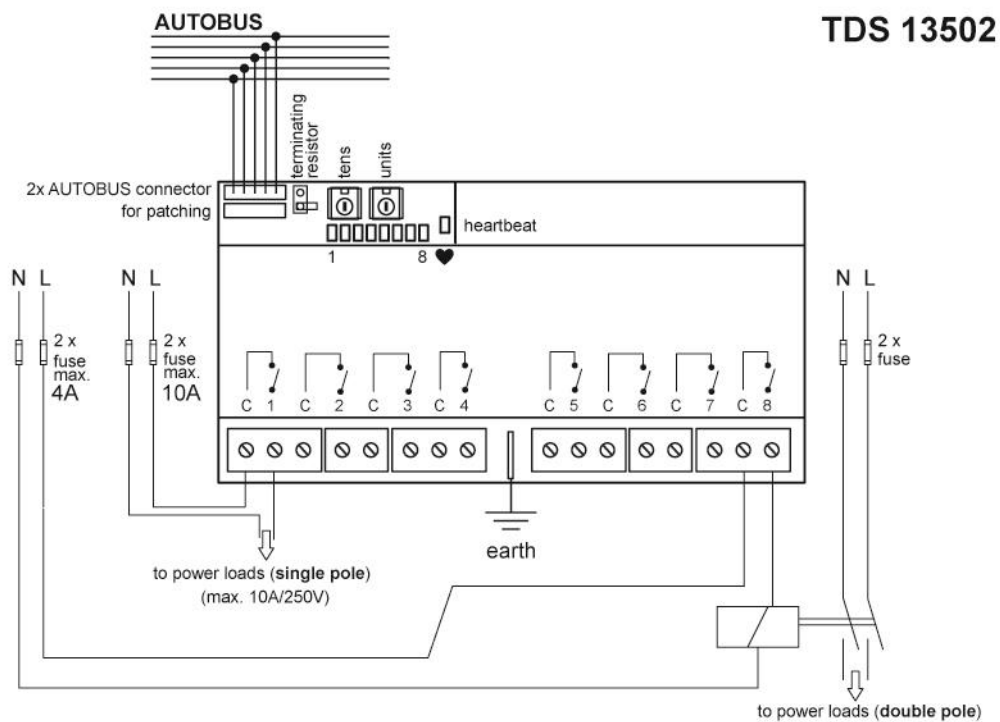 AUTOBUS
TDS 13502
terminating
resistor
tens
units
2x AUTOBUS connector
for patching
heartbeat
1 8 ♥
N L
N L
N L
2 x
fuse
max.
4A
2 x
fuse
max.
10A
2 x
fuse
C 1 C 2 C 3 C 4 C 5 C 6 C 7 C 8
earth
to power loads (single pole)
(max. 10A/250V)
to power loads (double pole)